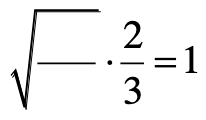 √(—) · 2/3 = 1